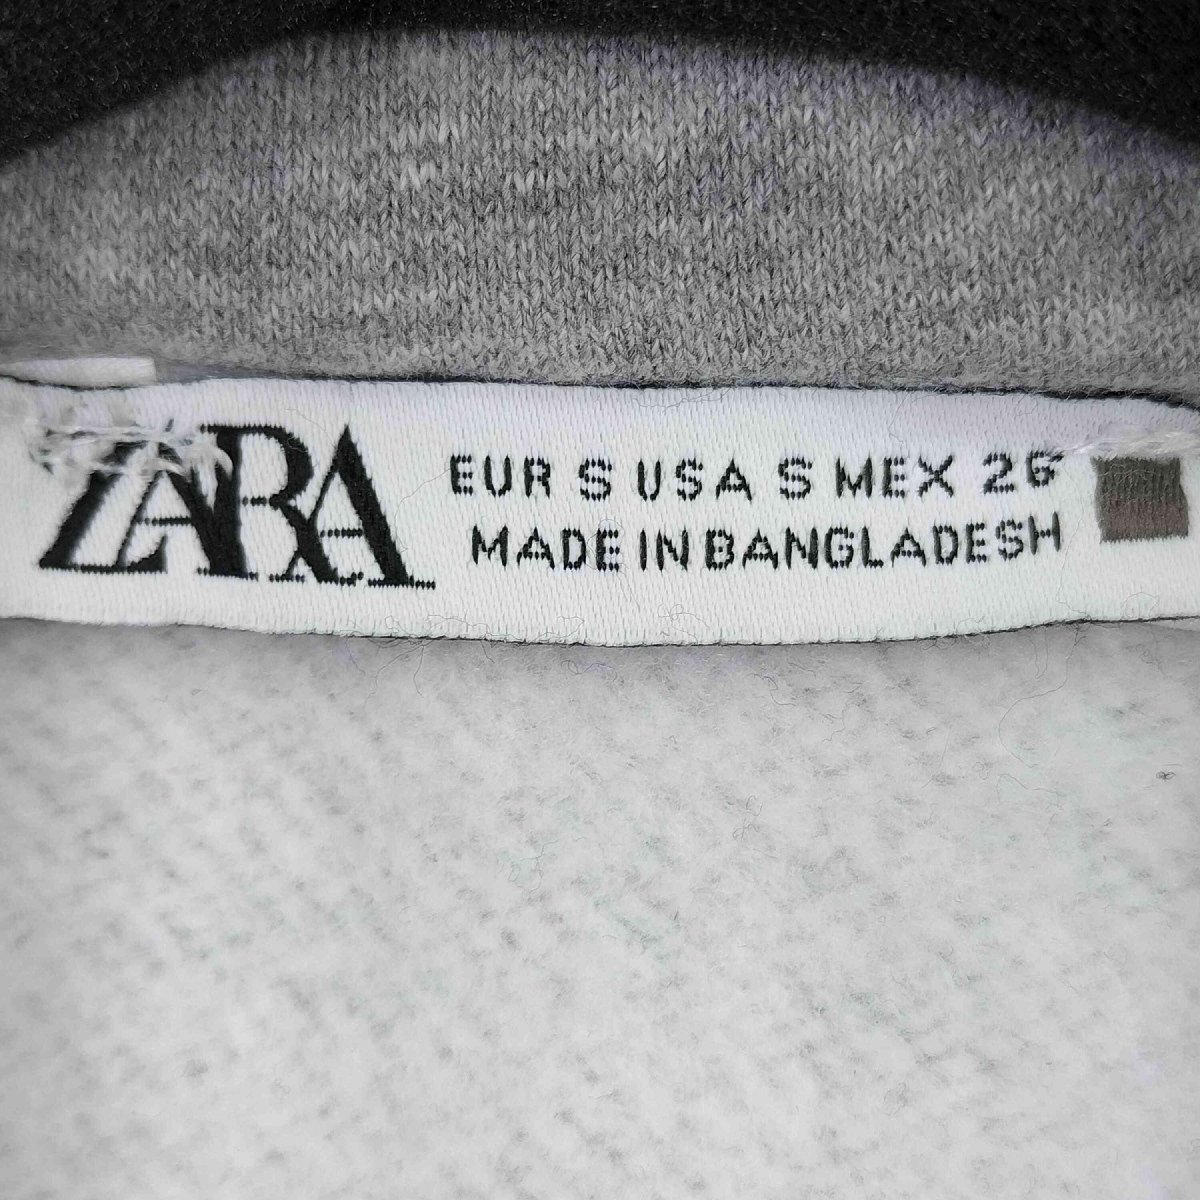 ZARA
EUR S USA S MEX 26
MADE IN BANGLADESH